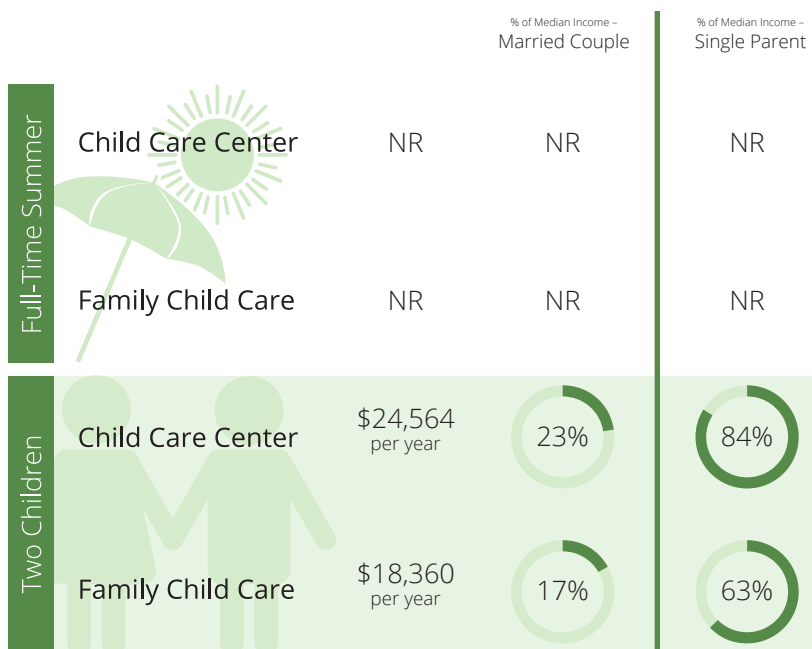 % of Median Income –
Married Couple
% of Median Income –
Single Parent
Full-Time Summer
Child Care Center
NR
NR
NR
Family Child Care
NR
NR
NR
Two Children
Child Care Center
$24,564
per year
23%
84%
Family Child Care
$18,360
per year
17%
63%